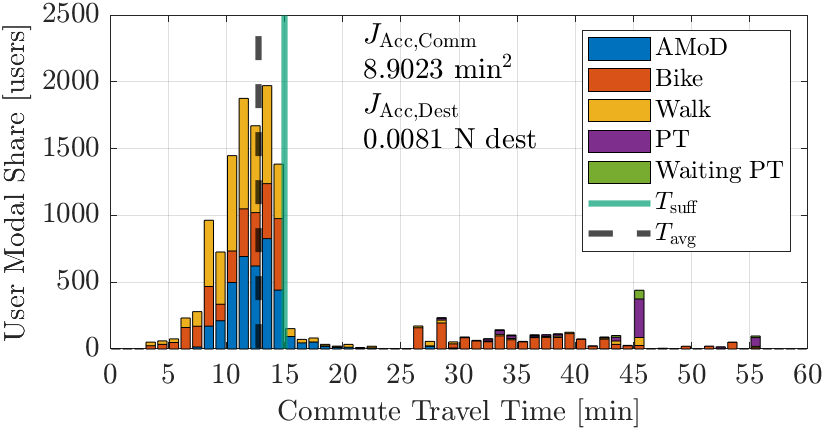 2500
2000
1500
1000
500
0
User Modal Share [users]
J_Acc,Comm
8.9023 min²
J_Acc,Dest
0.0081 N dest
AMoD
Bike
Walk
PT
Waiting PT
T_suff
T_avg
0 5 10 15 20 25 30 35 40 45 50 55 60
Commute Travel Time [min]